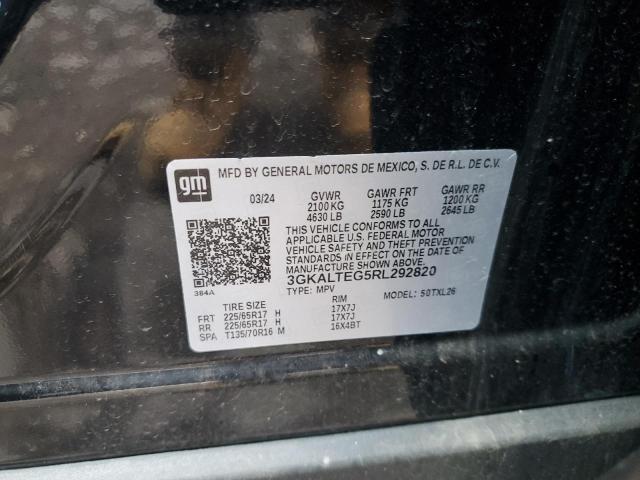 gm
MFD BY GENERAL MOTORS DE MEXICO, S. DE R.L. DE C.V.
03/24 GVWR GAWR FRT GAWR RR
2100 KG 1175 KG 1200 KG
4630 LB 2590 LB 2645 LB
THIS VEHICLE CONFORMS TO ALL
APPLICABLE U.S. FEDERAL MOTOR
VEHICLE SAFETY AND THEFT PREVENTION
STANDARDS IN EFFECT ON THE DATE OF
MANUFACTURE SHOWN ABOVE.
3GKALTEG5RL292820
384A TYPE: MPV MODEL: 50TXL26
TIRE SIZE RIM
FRT 225/65R17 H 17X7J
RR 225/65R17 H 17X7J
SPA T135/70R16 M 16X4BT